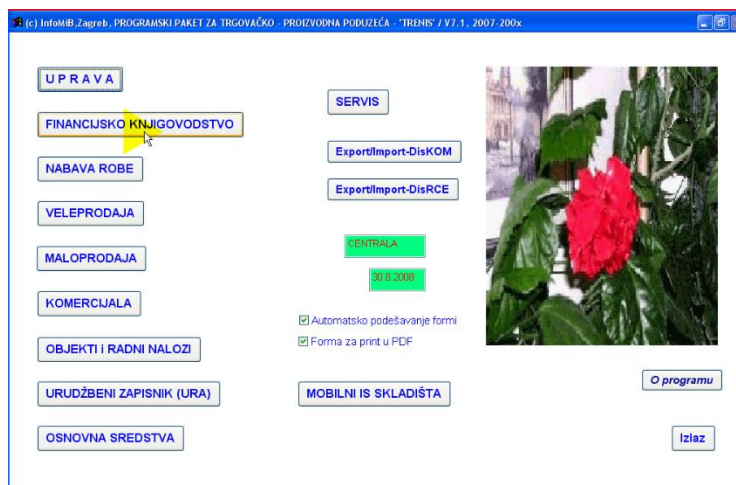 (c) InfoMiB,Zagreb, PROGRAMSKI PAKET ZA TRGOVAČKO - PROIZVODNA PODUZEĆA - 'TRENIS' / V7.1, 2007-200x
U P R A V A
FINANCIJSKO KNJIGOVODSTVO
NABAVA ROBE
VELEPRODAJA
MALOPRODAJA
KOMERCIJALA
OBJEKTI i RADNI NALOZI
URUDŽBENI ZAPISNIK (URA)
OSNOVNA SREDSTVA
SERVIS
Export/Import-DisKOM
Export/Import-DisRCE
CENTRALA
30.8.2008
Automatsko podešavanje formi
Forma za print u PDF
MOBILNI IS SKLADIŠTA
O programu
Izlaz